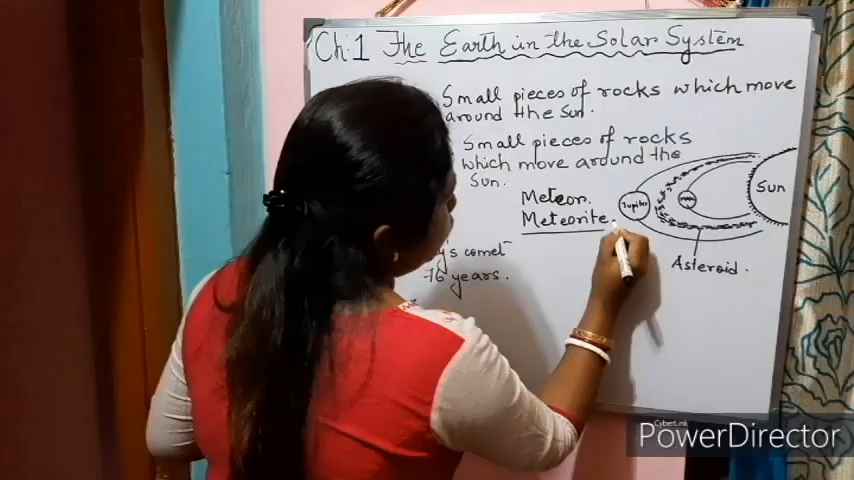 Ch. 1 The Earth in the Solar System
Small pieces of rocks which move
around the Sun.
Small pieces of rocks
which move around the
Sun.
Meteor.
Meteorite.
Jupiter
Sun
Asteroid.
's comet
76 years.
CyberLink
PowerDirector